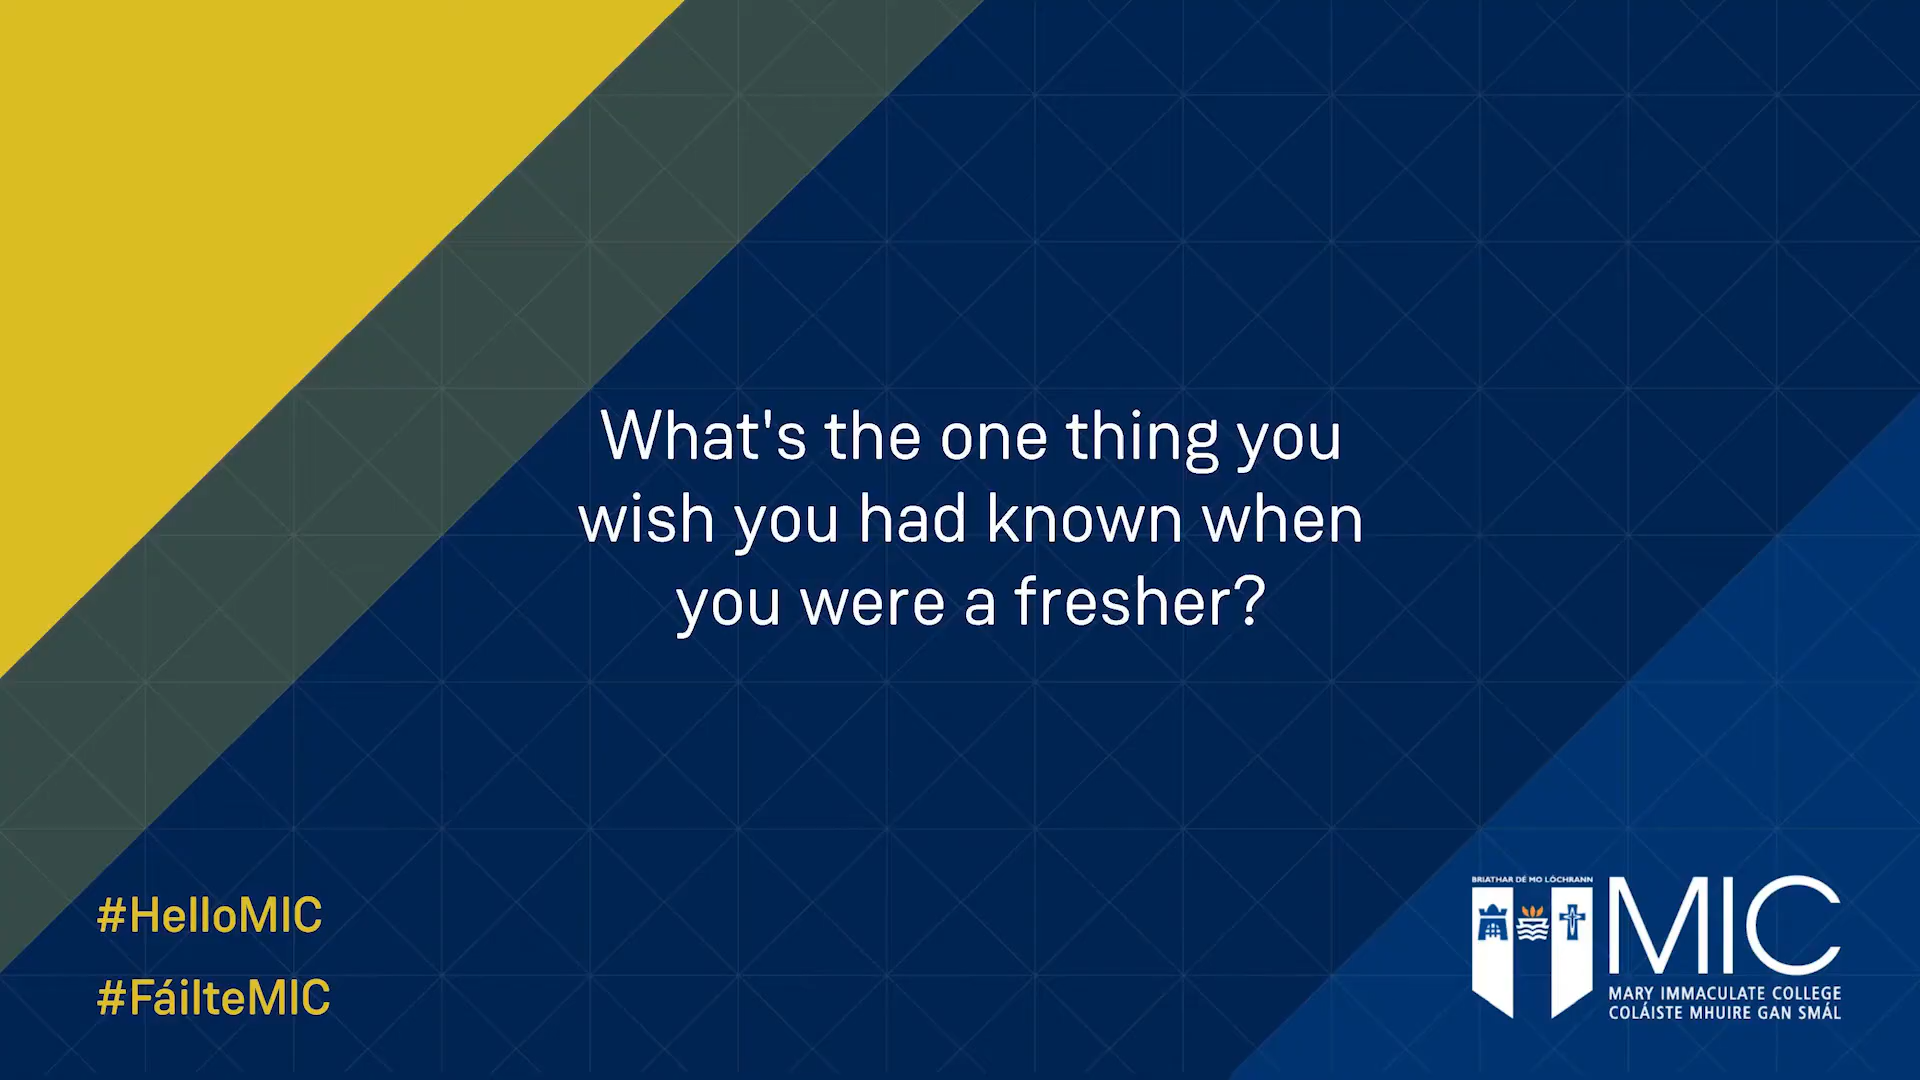 What's the one thing you
wish you had known when
you were a fresher?
#HelloMIC
#FáilteMIC
BRIATHAR DÉ MO LÓCHRANN
MIC
MARY IMMACULATE COLLEGE
COLÁISTE MHUIRE GAN SMÁL